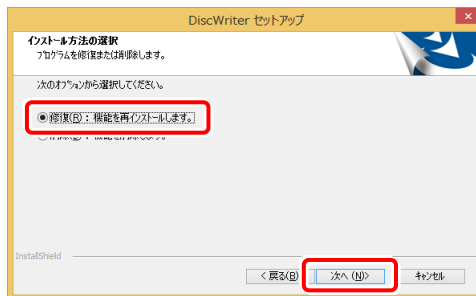 DiscWriter セットアップ
インストール方法の選択
プログラムを修復または削除します。
次のオプションから選択してください。
修復(R)：機能を再インストールします。
InstallShield
< 戻る(B)
次へ (N)>
キャンセル